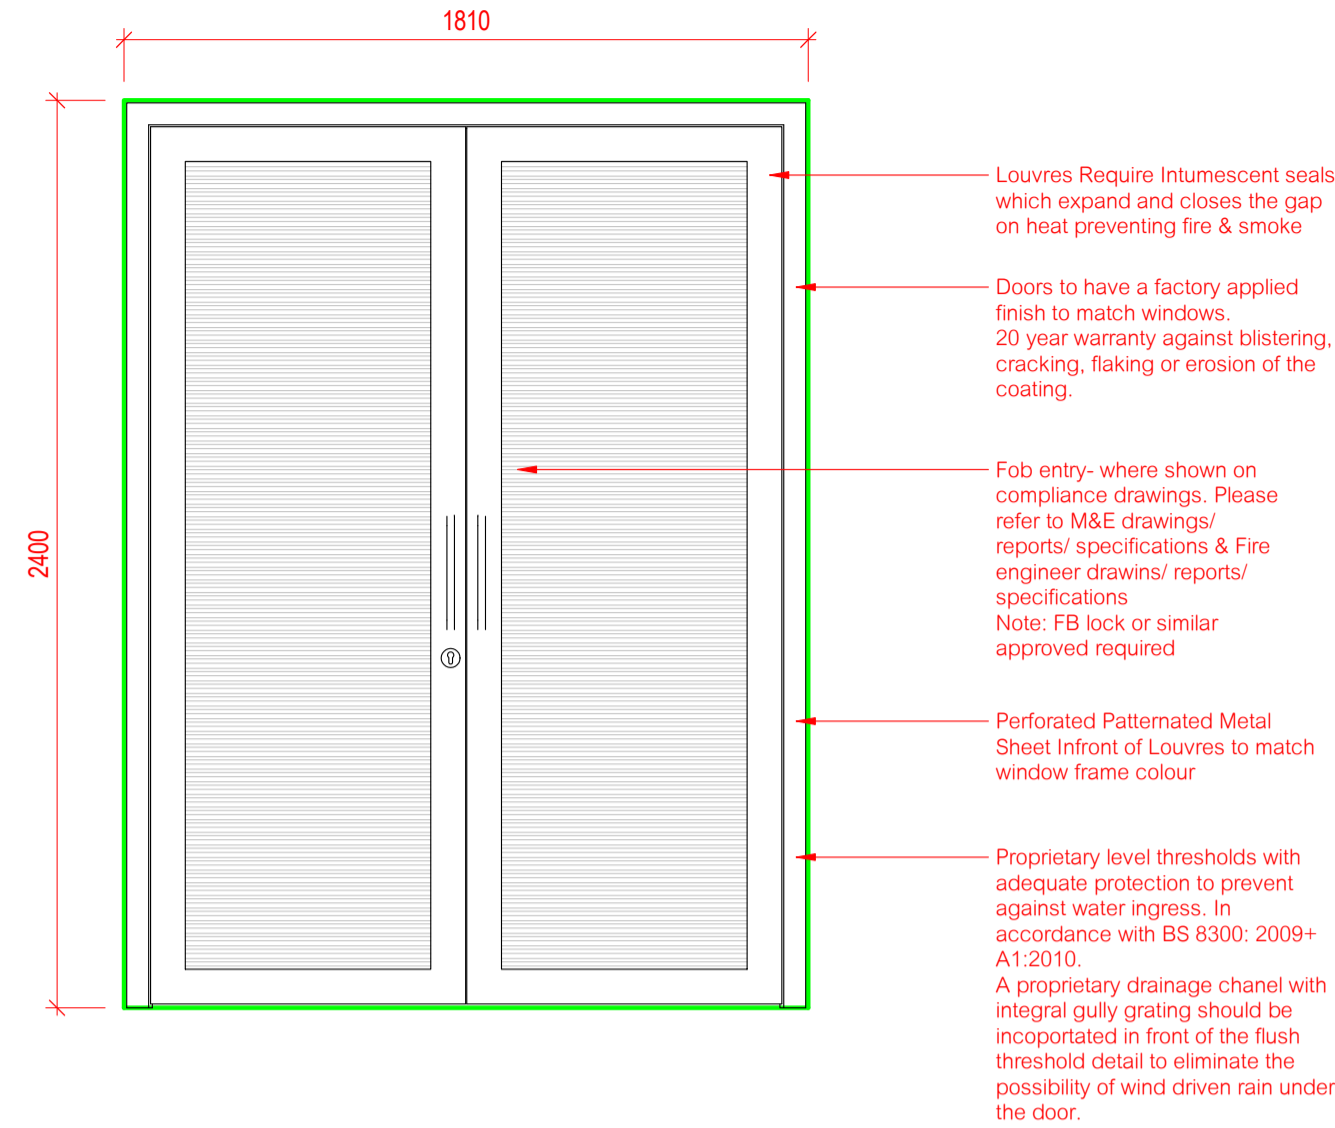 1810
2400
Louvres Require Intumescent seals
which expand and closes the gap
on heat preventing fire & smoke
Doors to have a factory applied
finish to match windows.
20 year warranty against blistering,
cracking, flaking or erosion of the
coating.
Fob entry- where shown on
compliance drawings. Please
refer to M&E drawings/
reports/ specifications & Fire
engineer drawins/ reports/
specifications
Note: FB lock or similar
approved required
Perforated Patternated Metal
Sheet Infront of Louvres to match
window frame colour
Proprietary level thresholds with
adequate protection to prevent
against water ingress. In
accordance with BS 8300: 2009+
A1:2010.
A proprietary drainage chanel with
integral gully grating should be
incoportated in front of the flush
threshold detail to eliminate the
possibility of wind driven rain under
the door.